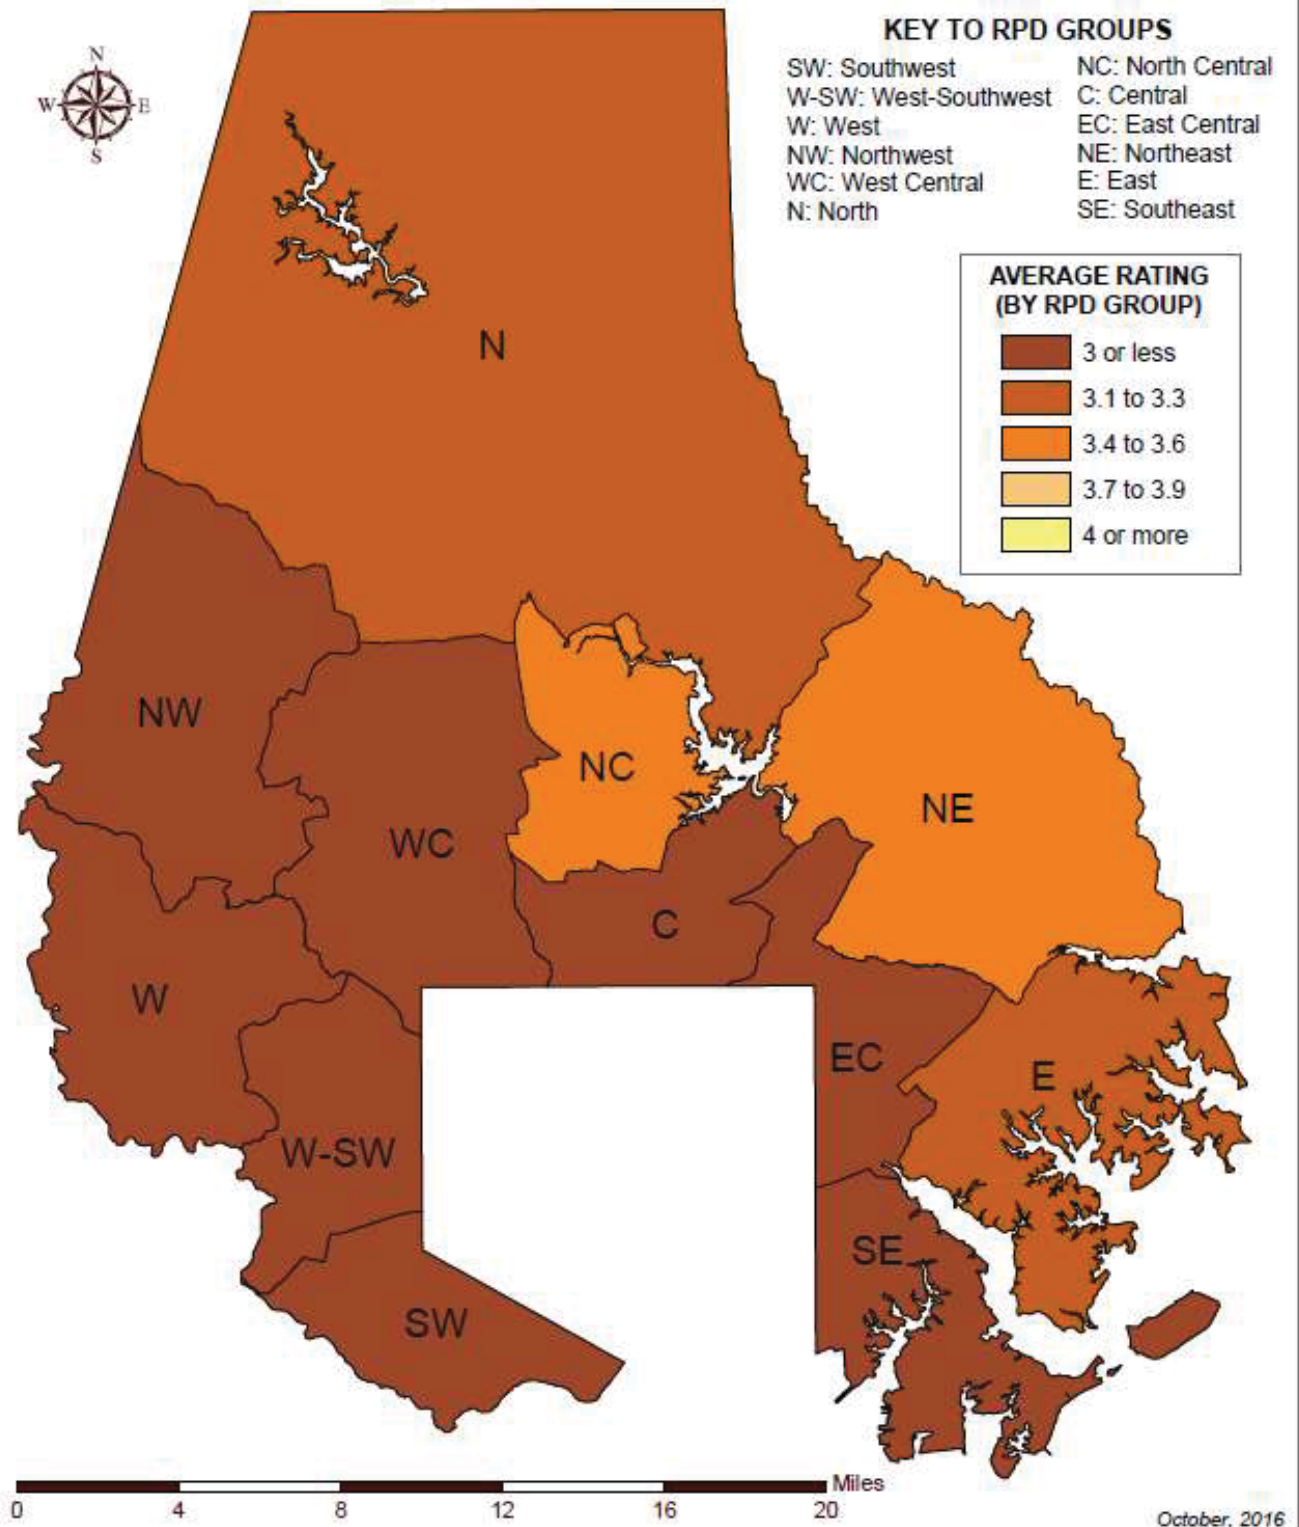 KEY TO RPD GROUPS
SW: Southwest
W-SW: West-Southwest
W: West
NW: Northwest
WC: West Central
N: North
NC: North Central
C: Central
EC: East Central
NE: Northeast
E: East
SE: Southeast
N
W E
S
AVERAGE RATING
(BY RPD GROUP)
3 or less
3.1 to 3.3
3.4 to 3.6
3.7 to 3.9
4 or more
N
NW
NC
NE
WC
C
W
EC
E
W-SW
SE
SW
Miles
0 4 8 12 16 20
October, 2016